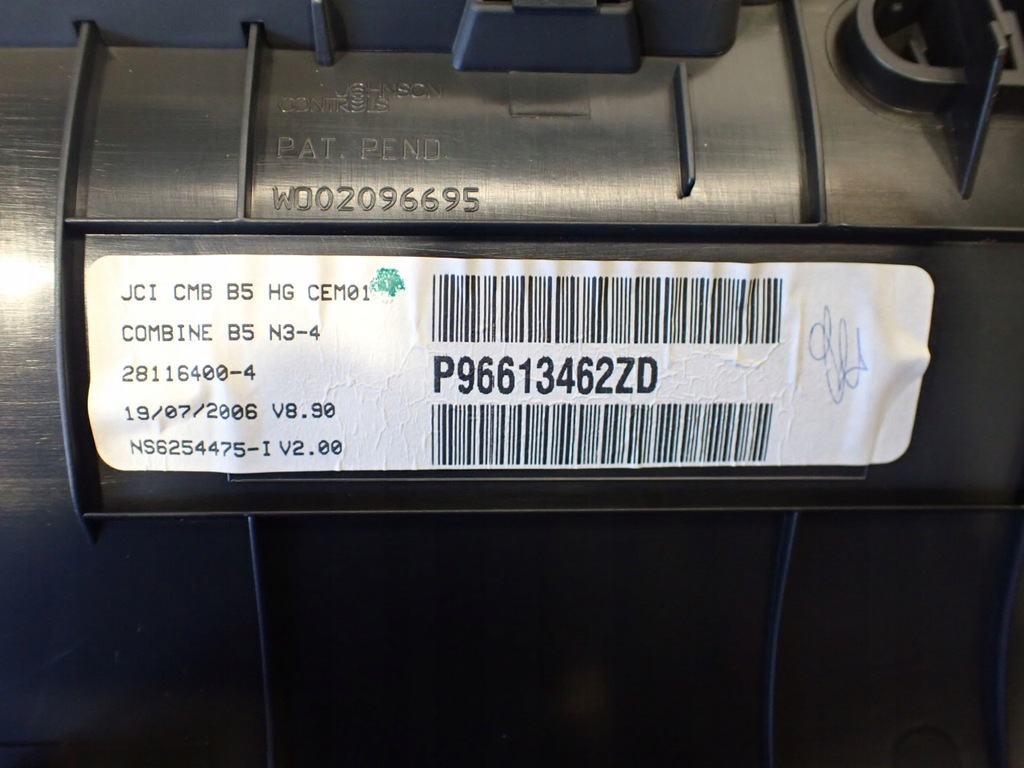 JOHNSON
CONTROLS
PAT. PEND.
WO02096695
JCI CMB B5 HG CEM01
COMBINE B5 N3-4
28116400-4
19/07/2006 V8.90
NS6254475-I V2.00
P96613462ZD